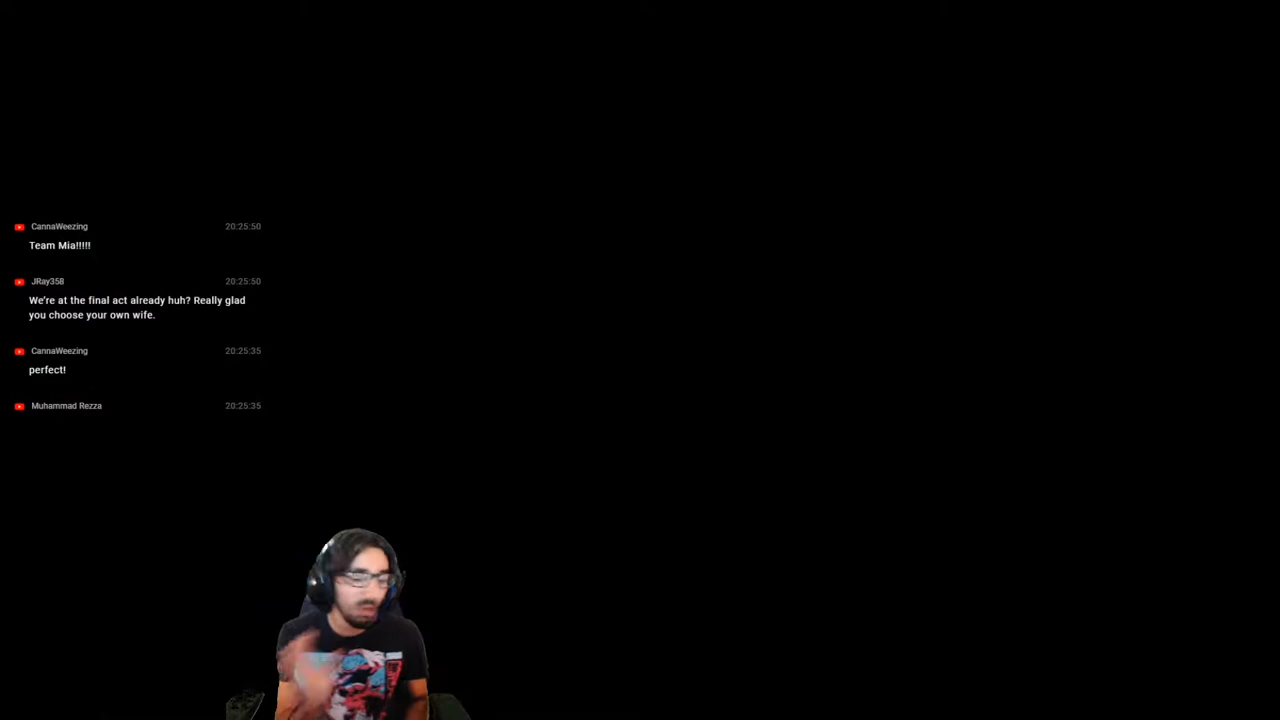 CannaWeezing 20:25:50
Team Mia!!!!!
JRay358 20:25:50
We're at the final act already huh? Really glad
you choose your own wife.
CannaWeezing 20:25:35
perfect!
Muhammad Rezza 20:25:35